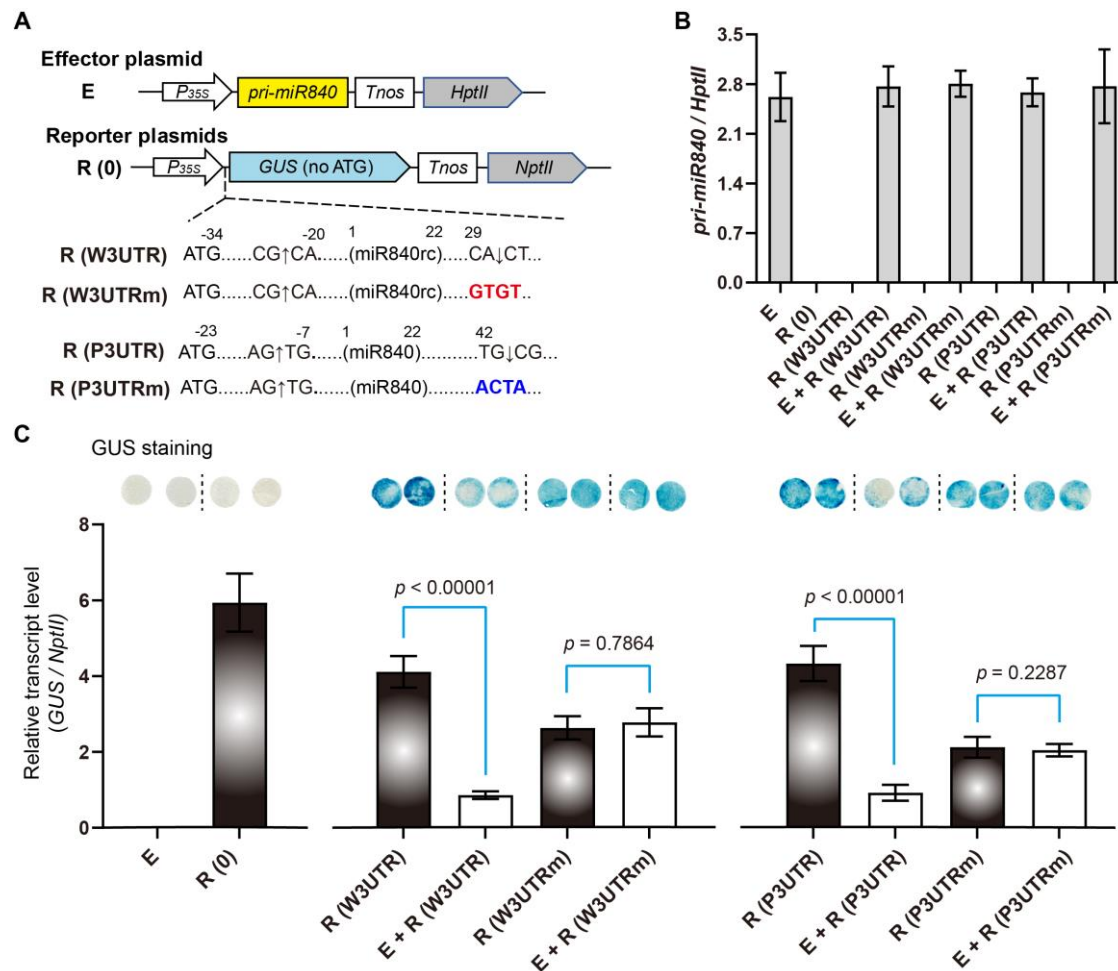 A
Effector plasmid
E
P35S
pri-miR840
Tnos
HptII
Reporter plasmids
R (0)
P35S
GUS (no ATG)
Tnos
NptII
-34 -20 1 22 29
R (W3UTR) ATG......CG↑CA......(miR840rc)......CA↓CT...
R (W3UTRm) ATG......CG↑CA......(miR840rc)......GTGT..
-23 -7 1 22 42
R (P3UTR) ATG......AG↑TG......(miR840)...... TG↓CG...
R (P3UTRm) ATG......AG↑TG......(miR840)...... ACTA...
B
pri-miR840 / HptII
3.5
2.8
2.1
1.4
0.7
0.0
E
R (0)
R (W3UTR)
E + R (W3UTR)
R (W3UTRm)
E + R (W3UTRm)
R (P3UTR)
E + R (P3UTR)
R (P3UTRm)
E + R (P3UTRm)
C
GUS staining
Relative transcript level
(GUS / NptII)
8
6
4
2
0
p < 0.00001
p = 0.7864
p < 0.00001
p = 0.2287
E
R (0)
R (W3UTR)
E + R (W3UTR)
R (W3UTRm)
E + R (W3UTRm)
R (P3UTR)
E + R (P3UTR)
R (P3UTRm)
E + R (P3UTRm)